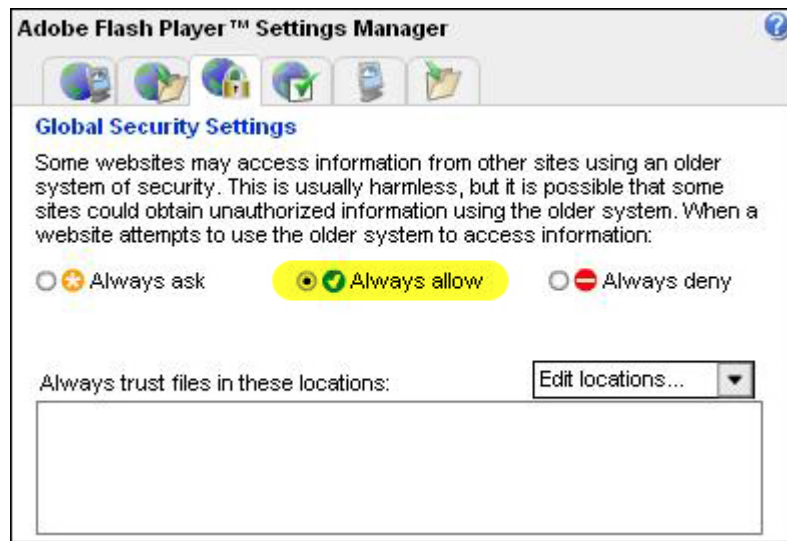 Adobe Flash Player™ Settings Manager
?
Global Security Settings
Some websites may access information from other sites using an older
system of security. This is usually harmless, but it is possible that some
sites could obtain unauthorized information using the older system. When a
website attempts to use the older system to access information:
Always ask Always allow Always deny
Always trust files in these locations: Edit locations...